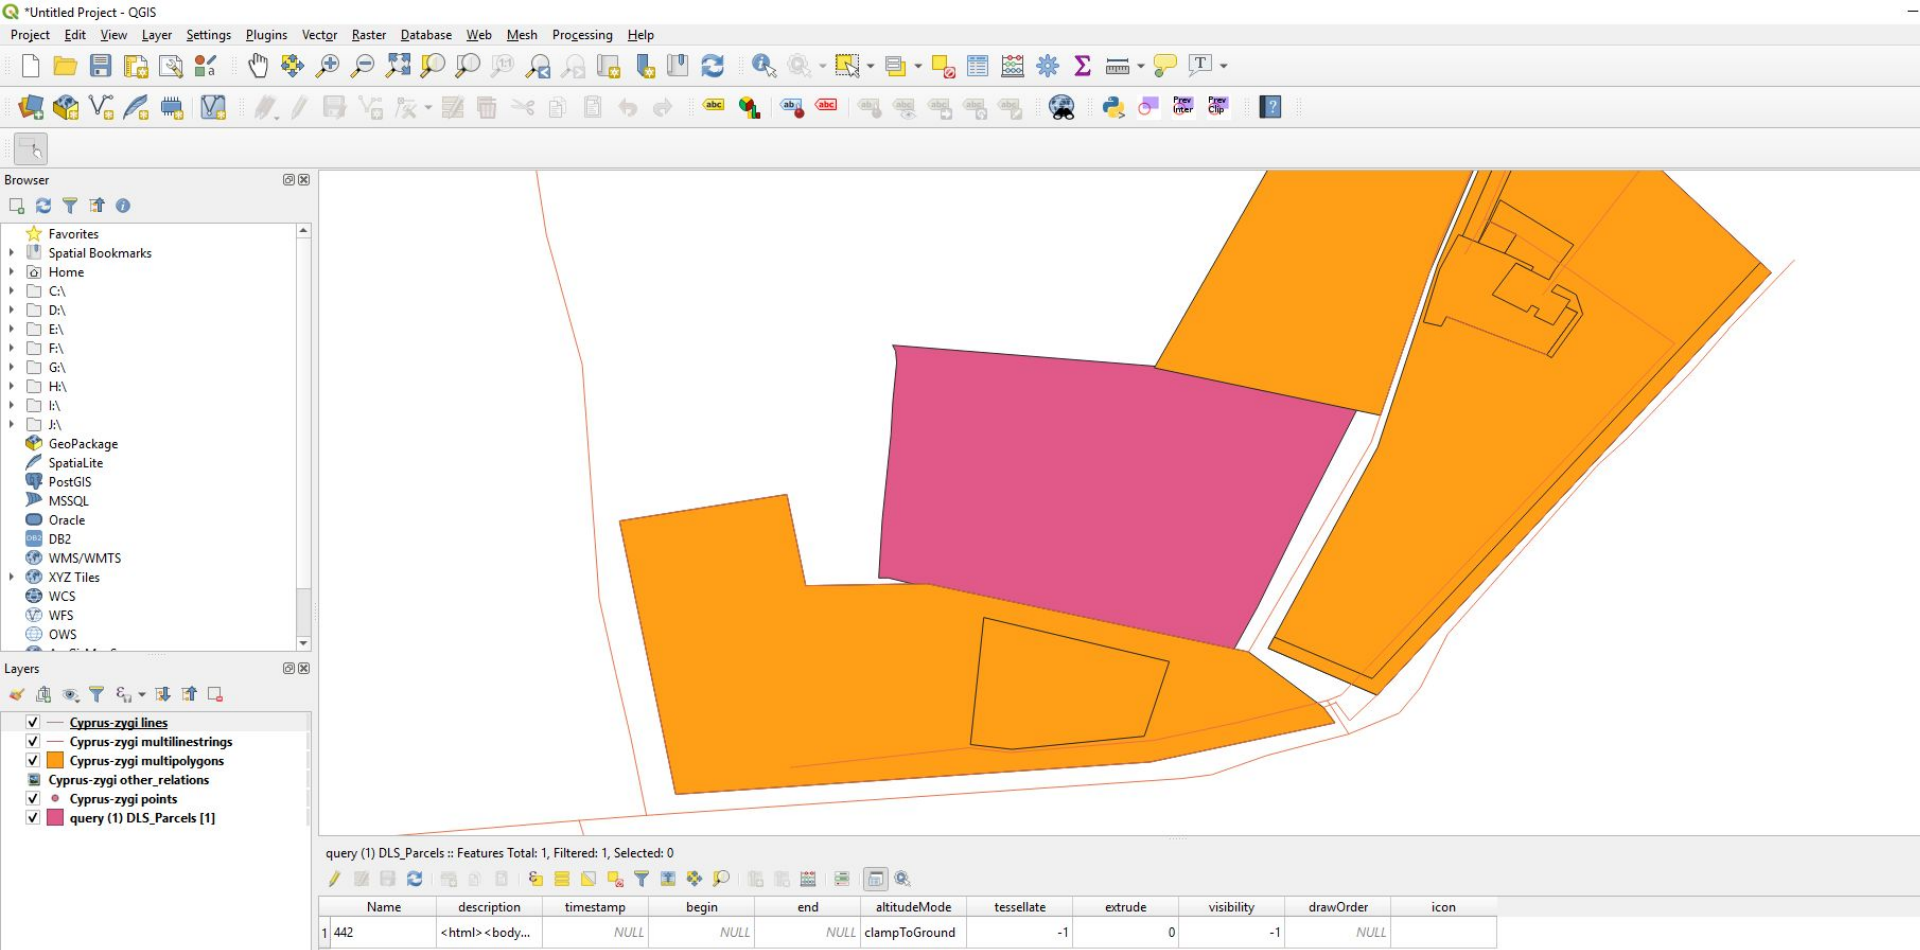 *Untitled Project - QGIS
Project Edit View Layer Settings Plugins Vector Raster Database Web Mesh Processing Help
Browser
Favorites
Spatial Bookmarks
Home
C:\
D:\
E:\
F:\
G:\
H:\
I:\
J:\
GeoPackage
SpatiaLite
PostGIS
MSSQL
Oracle
DB2
WMS/WMTS
XYZ Tiles
WCS
WFS
OWS
Layers
Cyprus-zygi lines
Cyprus-zygi multilinestrings
Cyprus-zygi multipolygons
Cyprus-zygi other_relations
Cyprus-zygi points
query (1) DLS_Parcels [1]
query (1) DLS_Parcels :: Features Total: 1, Filtered: 1, Selected: 0
Name description timestamp begin end altitudeMode tessellate extrude visibility drawOrder icon
1 442 <html><body... NULL NULL NULL clampToGround -1 0 -1 NULL